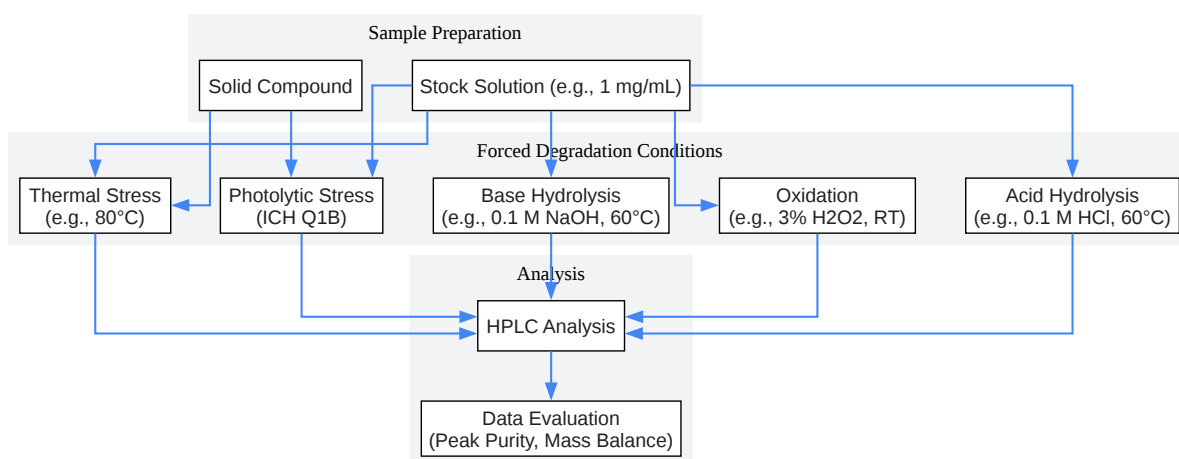 Sample Preparation
Solid Compound
Stock Solution (e.g., 1 mg/mL)
Forced Degradation Conditions
Thermal Stress
(e.g., 80°C)
Photolytic Stress
(ICH Q1B)
Base Hydrolysis
(e.g., 0.1 M NaOH, 60°C)
Oxidation
(e.g., 3% H2O2, RT)
Acid Hydrolysis
(e.g., 0.1 M HCl, 60°C)
Analysis
HPLC Analysis
Data Evaluation
(Peak Purity, Mass Balance)